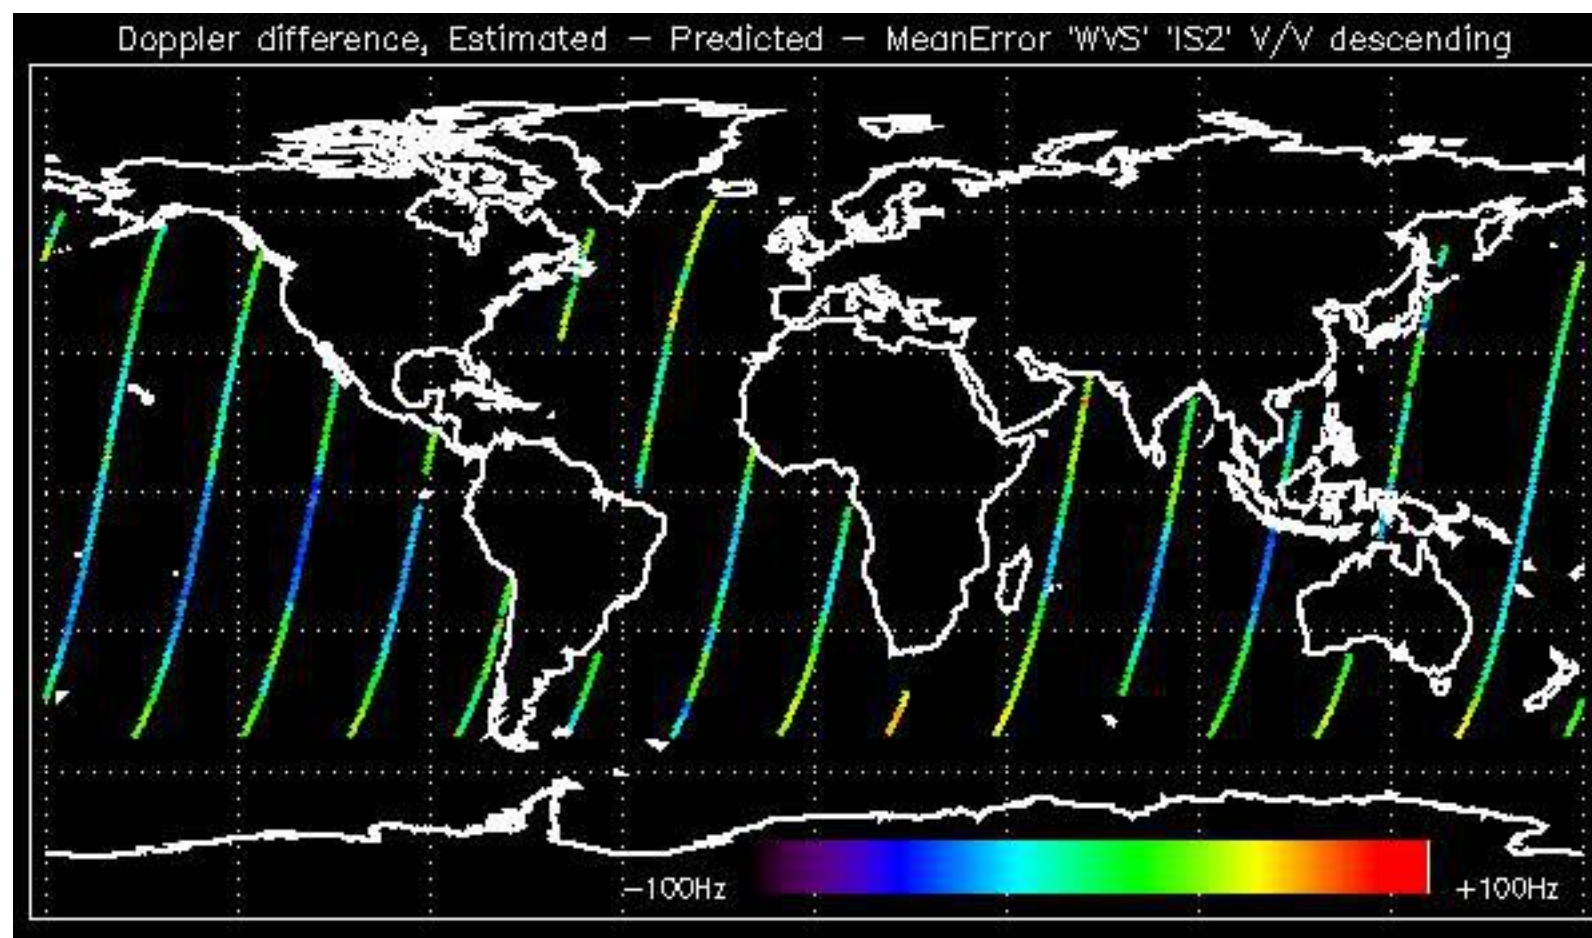 Doppler difference, Estimated – Predicted – MeanError 'WVS' 'IS2' V/V descending
-100Hz +100Hz